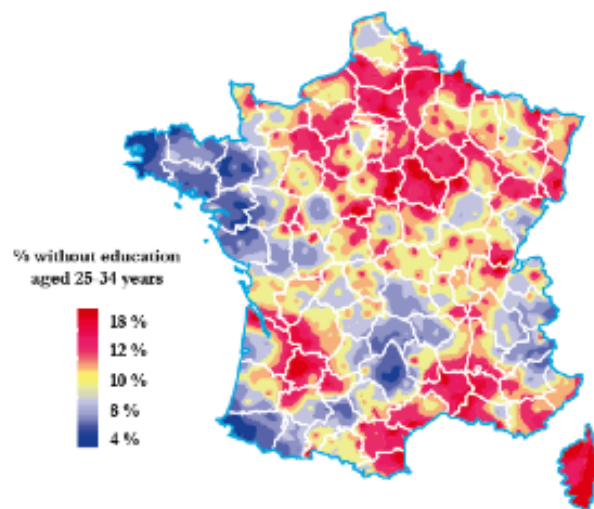 % without education
aged 25-34 years
18 %
12 %
10 %
8 %
4 %